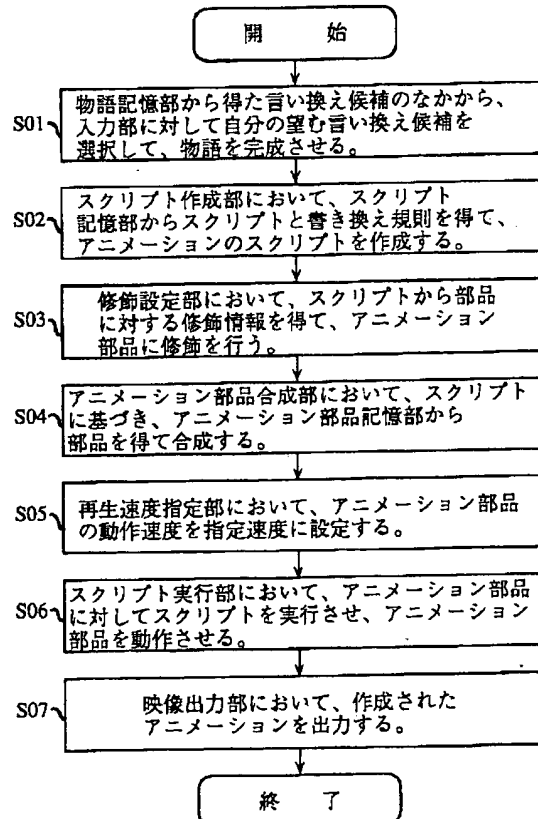 開 始
S01
物語記憶部から得た言い換え候補のなかから、
入力部に対して自分の望む言い換え候補を
選択して、物語を完成させる。
S02
スクリプト作成部において、スクリプト
記憶部からスクリプトと書き換え規則を得て、
アニメーションのスクリプトを作成する。
S03
修飾設定部において、スクリプトから部品
に対する修飾情報を得て、アニメーション
部品に修飾を行う。
S04
アニメーション部品合成部において、スクリプト
に基づき、アニメーション部品記憶部から
部品を得て合成する。
S05
再生速度指定部において、アニメーション部品
の動作速度を指定速度に設定する。
S06
スクリプト実行部において、アニメーション部品
に対してスクリプトを実行させ、アニメーション
部品を動作させる。
S07
映像出力部において、作成された
アニメーションを出力する。
終 了